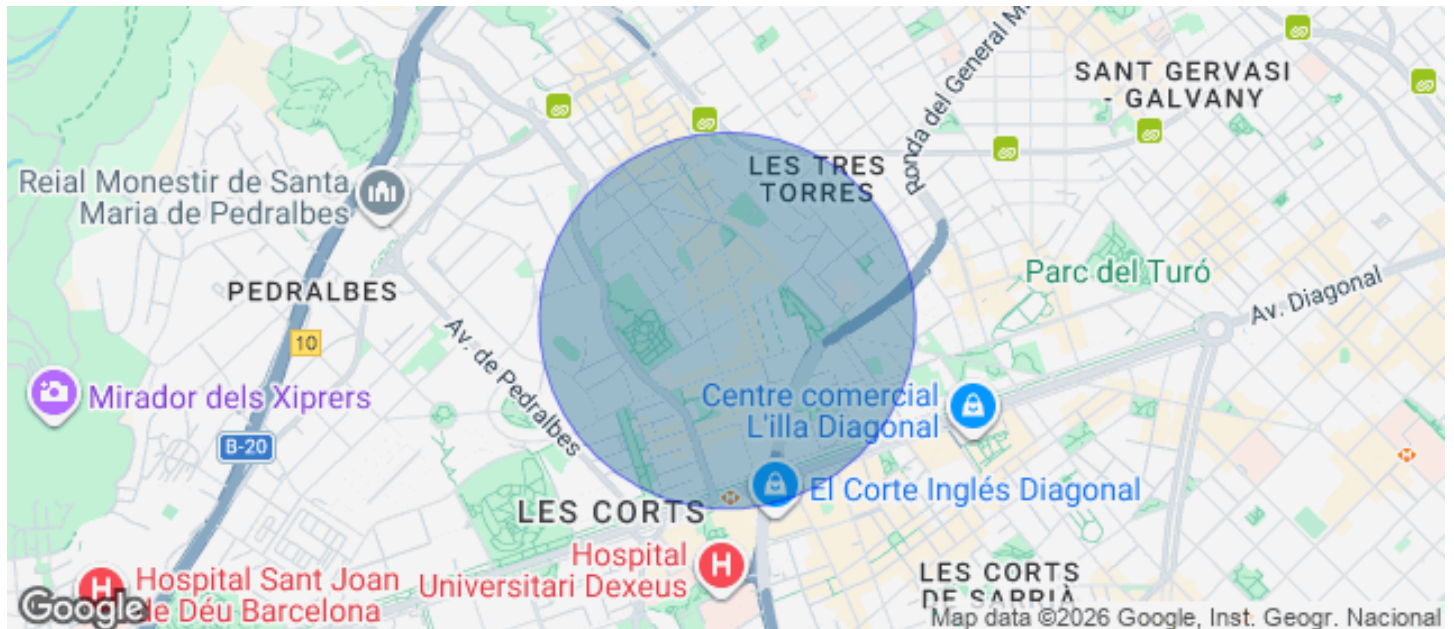 Ronda del General Mi
SANT GERVASI
- GALVANY
LES TRES
TORRES
Reial Monestir de Santa
Maria de Pedralbes
PEDRALBES
Parc del Turó
Av. Diagonal
10
Av. de Pedralbes
Mirador dels Xiprers
Centre comercial
L'illa Diagonal
B-20
El Corte Inglés Diagonal
LES CORTS
Hospital
Universitari Dexeus
H
LES CORTS
DE SARRIÀ
H
Hospital Sant Joan
de Déu Barcelona
Google
Map data ©2026 Google, Inst. Geogr. Nacional